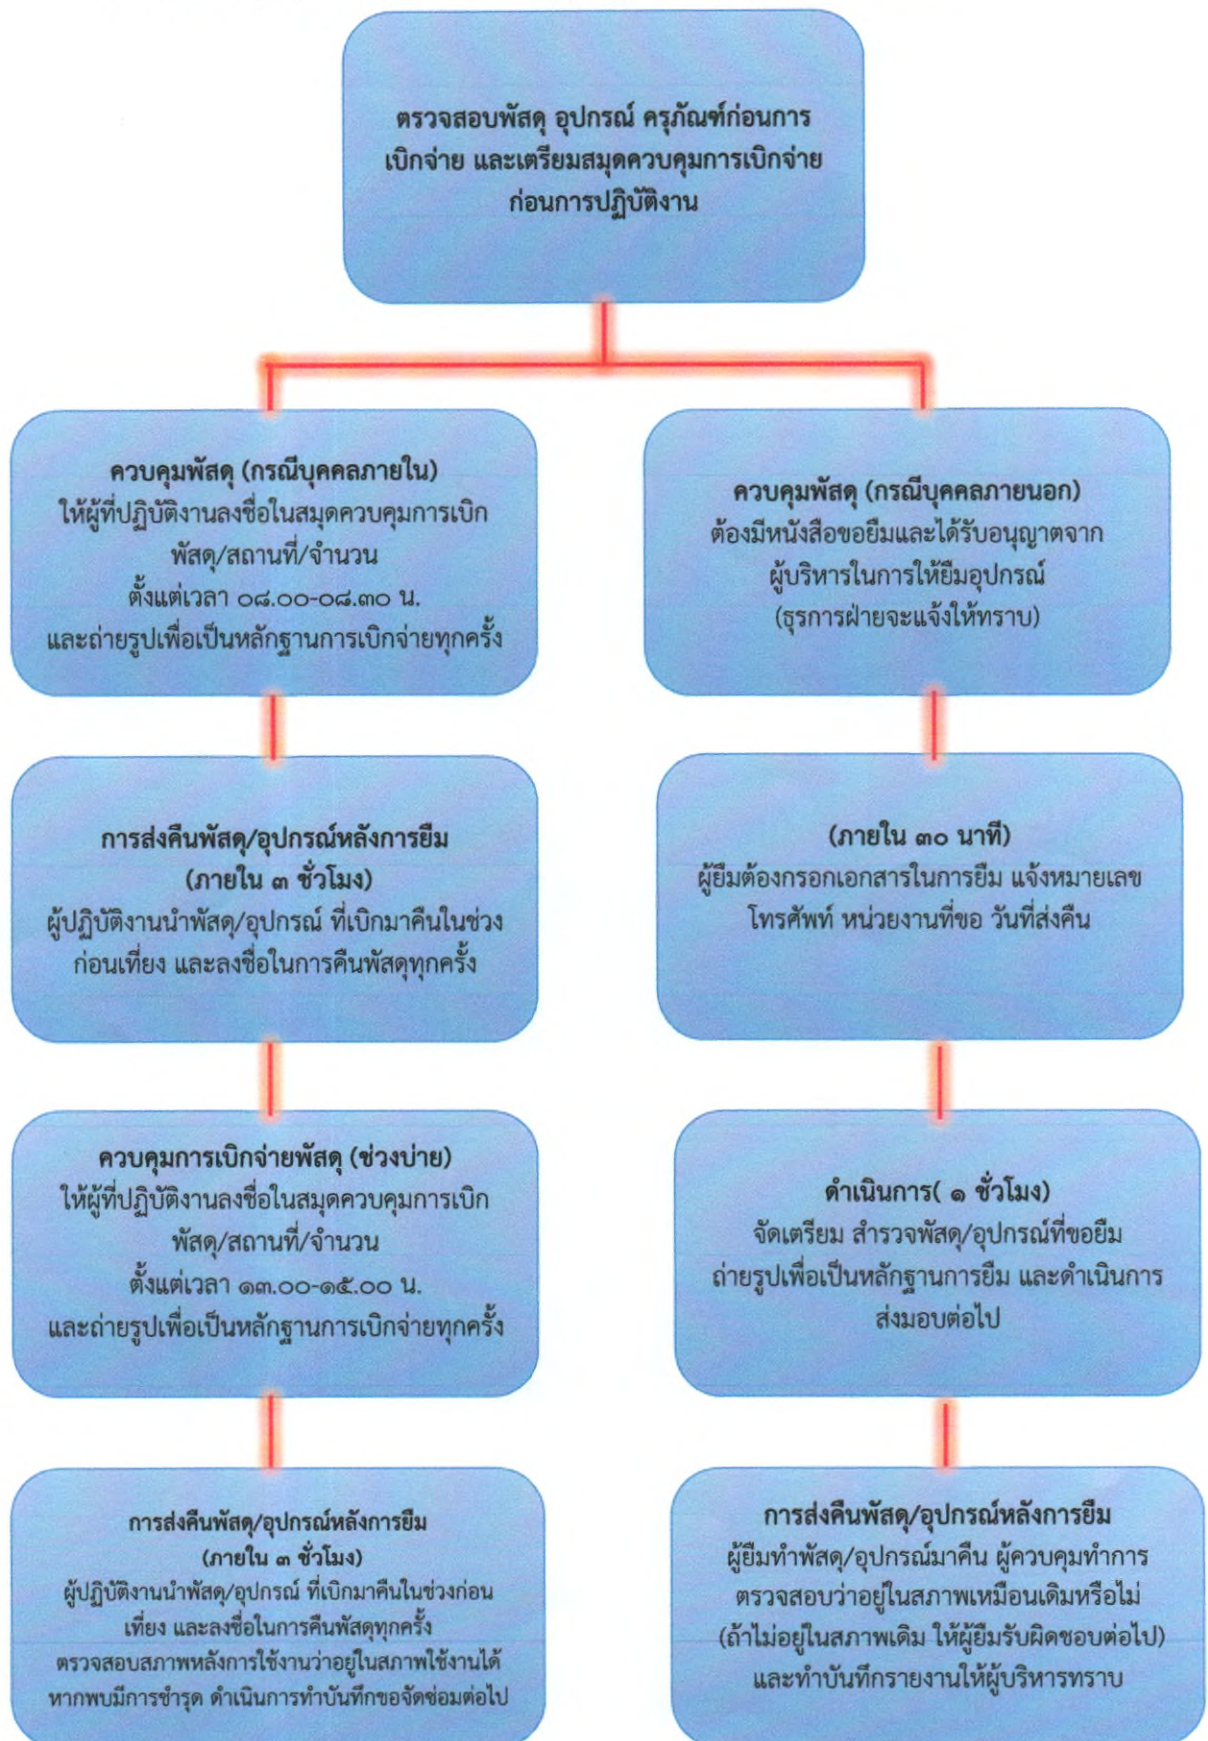 ตรวจสอบพัสดุ อุปกรณ์ ครุภัณฑ์ก่อนการ
เบิกจ่าย และเตรียมสมุดควบคุมการเบิกจ่าย
ก่อนการปฏิบัติงาน
ควบคุมพัสดุ (กรณีบุคคลภายใน)
ให้ผู้ที่ปฏิบัติงานลงชื่อในสมุดควบคุมการเบิก
พัสดุ/สถานที่/จำนวน
ตั้งแต่เวลา ๐๘.๐๐-๐๘.๓๐ น.
และถ่ายรูปเพื่อเป็นหลักฐานการเบิกจ่ายทุกครั้ง
การส่งคืนพัสดุ/อุปกรณ์หลังการยืม
(ภายใน ๓ ชั่วโมง)
ผู้ปฏิบัติงานนำพัสดุ/อุปกรณ์ ที่เบิกมาคืนในช่วง
ก่อนเที่ยง และลงชื่อในการคืนพัสดุทุกครั้ง
ควบคุมการเบิกจ่ายพัสดุ (ช่วงบ่าย)
ให้ผู้ที่ปฏิบัติงานลงชื่อในสมุดควบคุมการเบิก
พัสดุ/สถานที่/จำนวน
ตั้งแต่เวลา ๑๓.๐๐-๑๕.๐๐ น.
และถ่ายรูปเพื่อเป็นหลักฐานการเบิกจ่ายทุกครั้ง
การส่งคืนพัสดุ/อุปกรณ์หลังการยืม
(ภายใน ๓ ชั่วโมง)
ผู้ปฏิบัติงานนำพัสดุ/อุปกรณ์ ที่เบิกมาคืนในช่วงก่อน
เที่ยง และลงชื่อในการคืนพัสดุทุกครั้ง
ตรวจสอบสภาพหลังการใช้งานว่าอยู่ในสภาพใช้งานได้
หากพบมีการชำรุด ดำเนินการทำบันทึกขอจัดซ่อมต่อไป
ควบคุมพัสดุ (กรณีบุคคลภายนอก)
ต้องมีหนังสือขอยืมและได้รับอนุญาตจาก
ผู้บริหารในการให้ยืมอุปกรณ์
(ธุรการฝ่ายจะแจ้งให้ทราบ)
(ภายใน ๓๐ นาที)
ผู้ยืมต้องกรอกเอกสารในการยืม แจ้งหมายเลข
โทรศัพท์ หน่วยงานที่ขอ วันที่ส่งคืน
ดำเนินการ( ๑ ชั่วโมง)
จัดเตรียม สำรวจพัสดุ/อุปกรณ์ที่ขอยืม
ถ่ายรูปเพื่อเป็นหลักฐานการยืม และดำเนินการ
ส่งมอบต่อไป
การส่งคืนพัสดุ/อุปกรณ์หลังการยืม
ผู้ยืมทำพัสดุ/อุปกรณ์มาคืน ผู้ควบคุมทำการ
ตรวจสอบว่าอยู่ในสภาพเหมือนเดิมหรือไม่
(ถ้าไม่อยู่ในสภาพเดิม ให้ผู้ยืมรับผิดชอบต่อไป)
และทำบันทึกรายงานให้ผู้บริหารทราบ